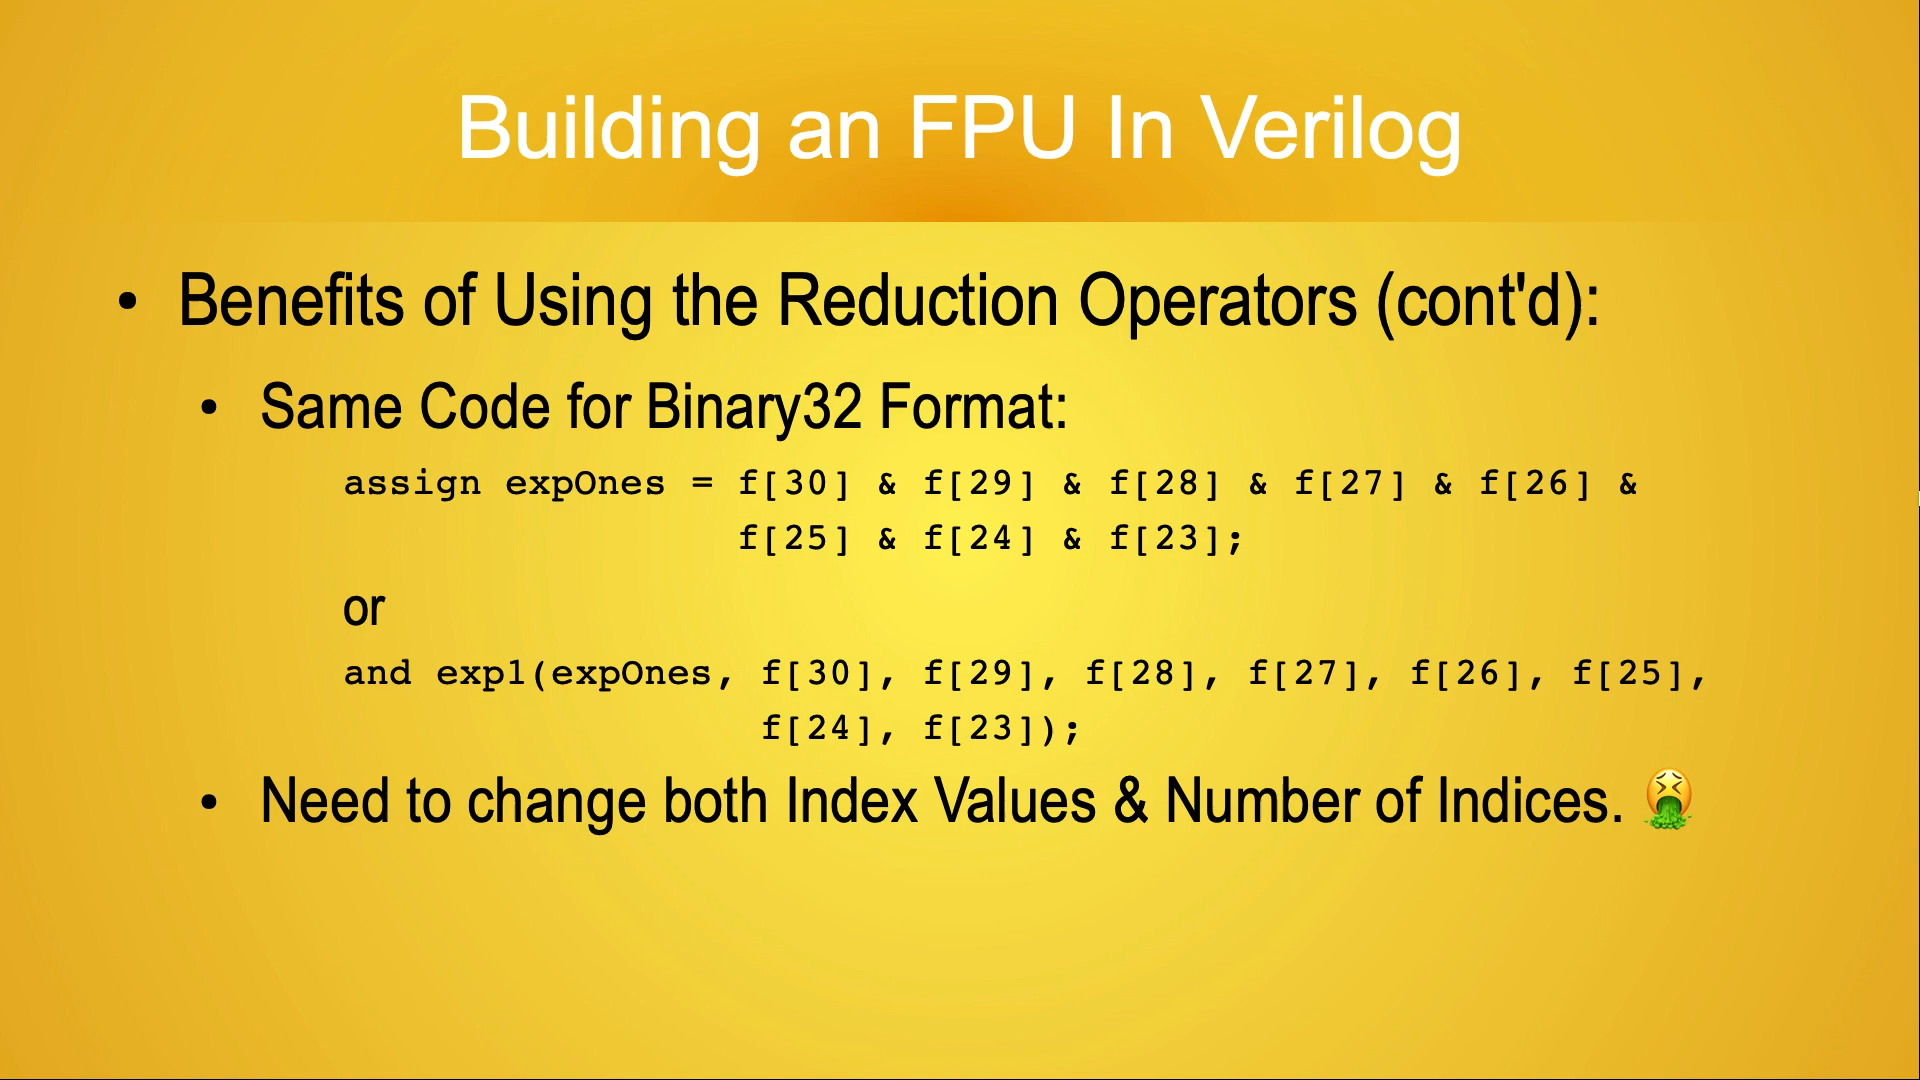 Building an FPU In Verilog
• Benefits of Using the Reduction Operators (cont'd):
• Same Code for Binary32 Format:
assign expOnes = f[30] & f[29] & f[28] & f[27] & f[26] &
f[25] & f[24] & f[23];
or
and exp1(expOnes, f[30], f[29], f[28], f[27], f[26], f[25],
f[24], f[23]);
• Need to change both Index Values & Number of Indices. 🤮